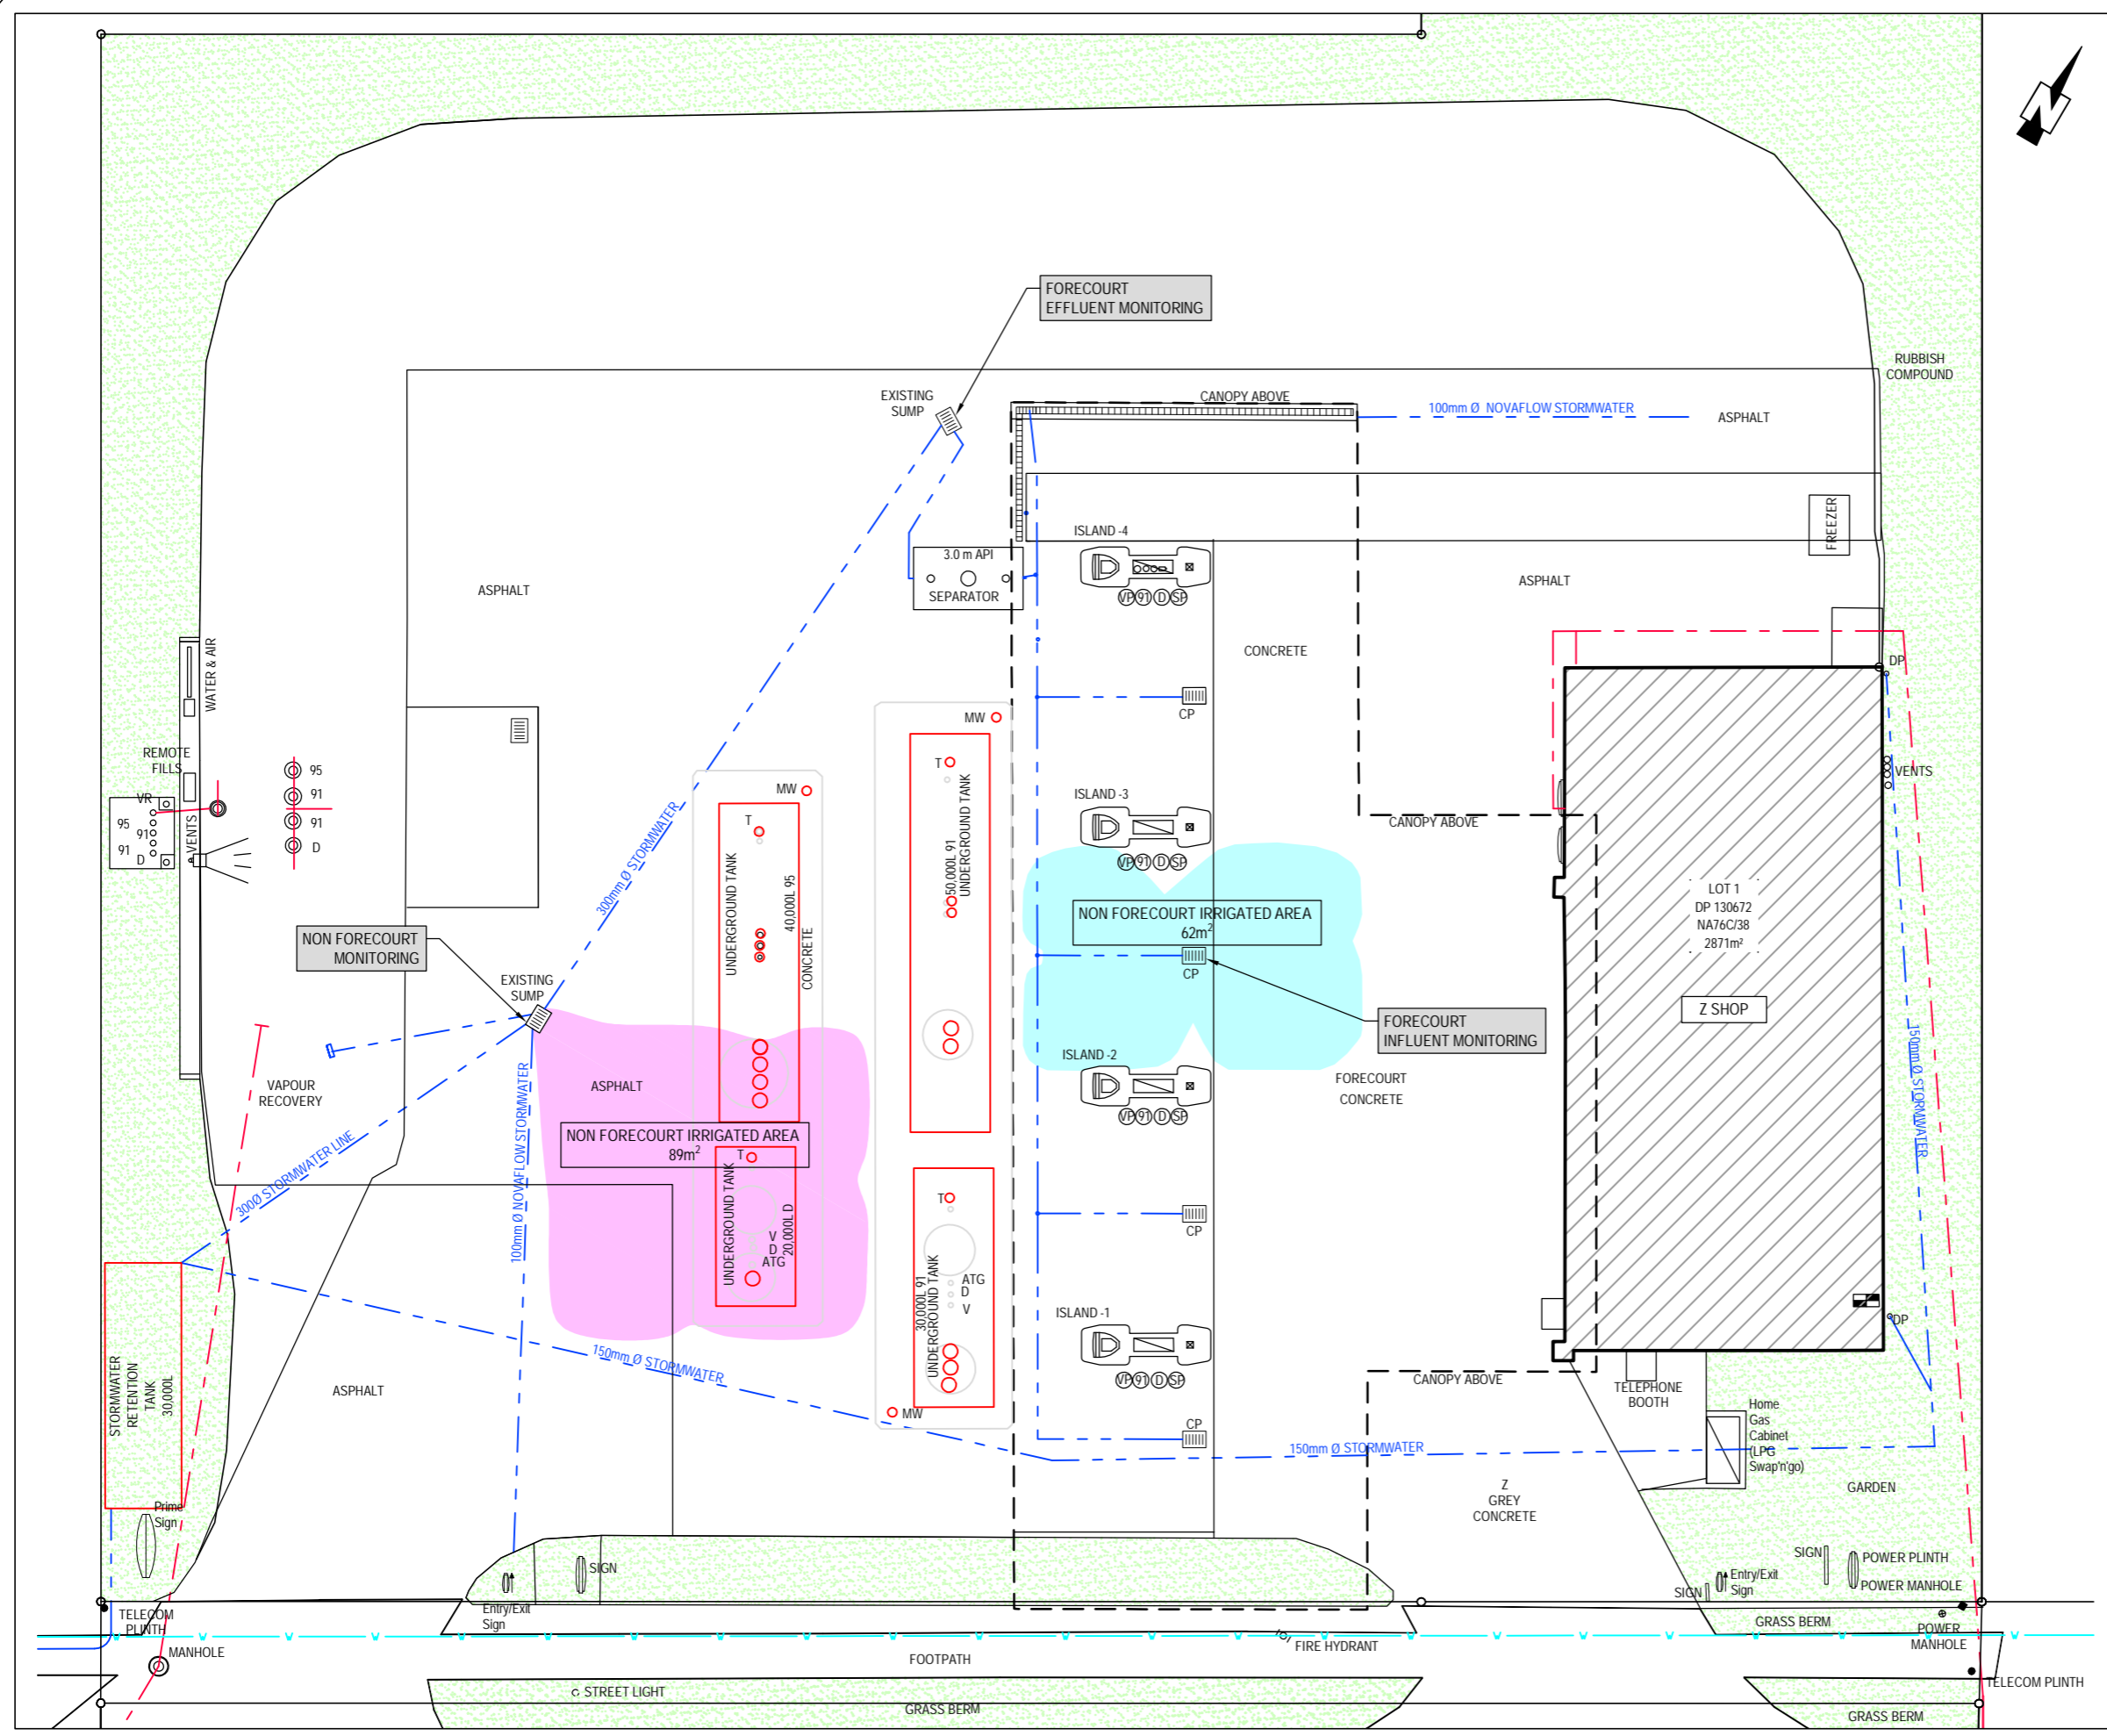 FORECOURT
EFFLUENT MONITORING
RUBBISH
COMPOUND
EXISTING
SUMP
CANOPY ABOVE
100mm Ø NOVAFLOW STORMWATER
ASPHALT
FREEZER
ISLAND -4
3.0 m API
SEPARATOR
VP 91 D SP
ASPHALT
ASPHALT
CONCRETE
WATER & AIR
DP
CP
MW
REMOTE
FILLS
VENTS
95
91
91
D
VR
95
91
91
D
VENTS
T
50,000L 91
UNDERGROUND TANK
MW
T
UNDERGROUND TANK
40,000L 95
CONCRETE
300mm Ø STORMWATER
ISLAND -3
VP 91 D SP
CANOPY ABOVE
LOT 1
DP 130672
NA76C/38
2871m²
Z SHOP
NON FORECOURT IRRIGATED AREA
62m²
CP
NON FORECOURT
MONITORING
EXISTING
SUMP
FORECOURT
INFLUENT MONITORING
150mm Ø STORMWATER
ISLAND -2
VP 91 D SP
FORECOURT
CONCRETE
VAPOUR
RECOVERY
ASPHALT
NON FORECOURT IRRIGATED AREA
89m²
100mm Ø NOVAFLOW STORMWATER
300Ø STORMWATER LINE
T
UNDERGROUND TANK
20,000L D
V
D
ATG
T
30,000L 91
UNDERGROUND TANK
ATG
D
V
CP
ISLAND -1
VP 91 D SP
DP
STORMWATER
RETENTION
TANK
30,000L
ASPHALT
150mm Ø STORMWATER
MW
CANOPY ABOVE
TELEPHONE
BOOTH
CP
150mm Ø STORMWATER
Home
Gas
Cabinet
(LPG
Swap'n'go)
Z
GREY
CONCRETE
GARDEN
Prime
Sign
SIGN
Entry/Exit
Sign
SIGN
POWER PLINTH
POWER MANHOLE
Entry/Exit
Sign
SIGN
TELECOM
PLINTH
MANHOLE
FOOTPATH
FIRE HYDRANT
GRASS BERM
POWER
MANHOLE
TELECOM PLINTH
STREET LIGHT
GRASS BERM
GRASS BERM
N